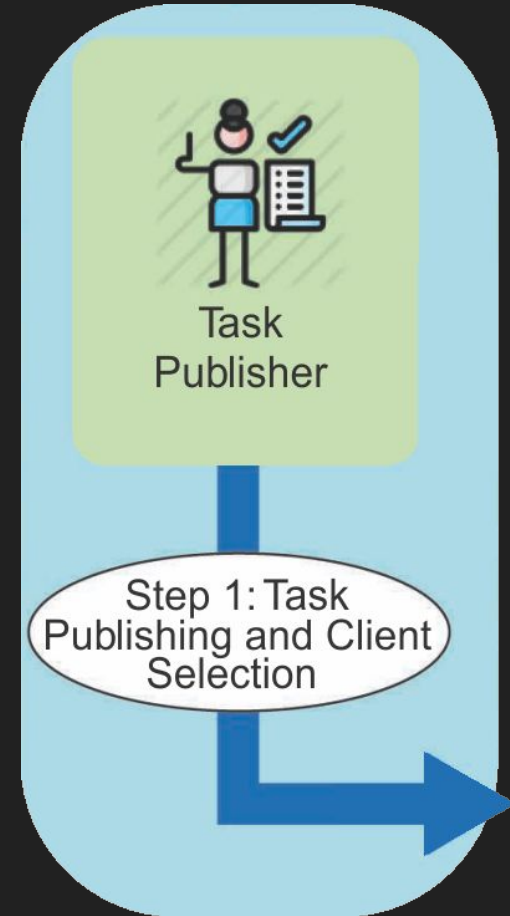 Task
Publisher
Step 1: Task
Publishing and Client
Selection